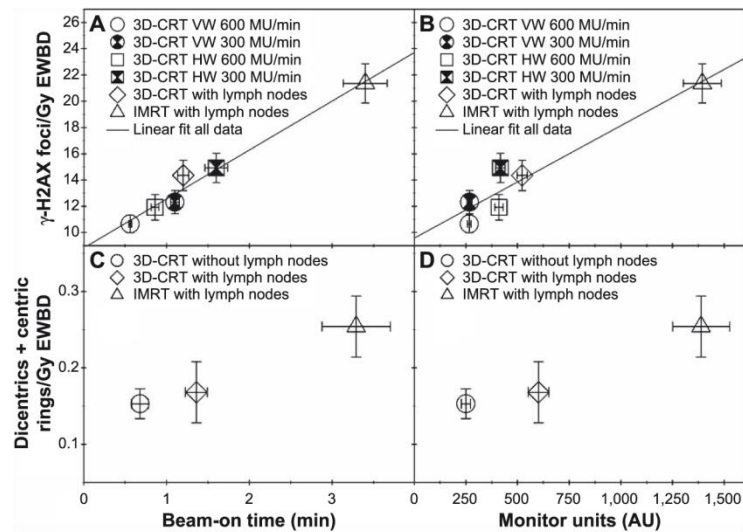 A
3D-CRT VW 600 MU/min
3D-CRT VW 300 MU/min
3D-CRT HW 600 MU/min
3D-CRT HW 300 MU/min
3D-CRT with lymph nodes
IMRT with lymph nodes
Linear fit all data
B
3D-CRT VW 600 MU/min
3D-CRT VW 300 MU/min
3D-CRT HW 600 MU/min
3D-CRT HW 300 MU/min
3D-CRT with lymph nodes
IMRT with lymph nodes
Linear fit all data
26
24
22
20
18
16
14
12
10
γ-H2AX foci/Gy EWBD
C
3D-CRT without lymph nodes
3D-CRT with lymph nodes
IMRT with lymph nodes
D
3D-CRT without lymph nodes
3D-CRT with lymph nodes
IMRT with lymph nodes
0.3
0.2
0.1
Dicentrics + centric
rings/Gy EWBD
0 1 2 3
Beam-on time (min)
0 250 500 750 1,000 1,250 1,500
Monitor units (AU)